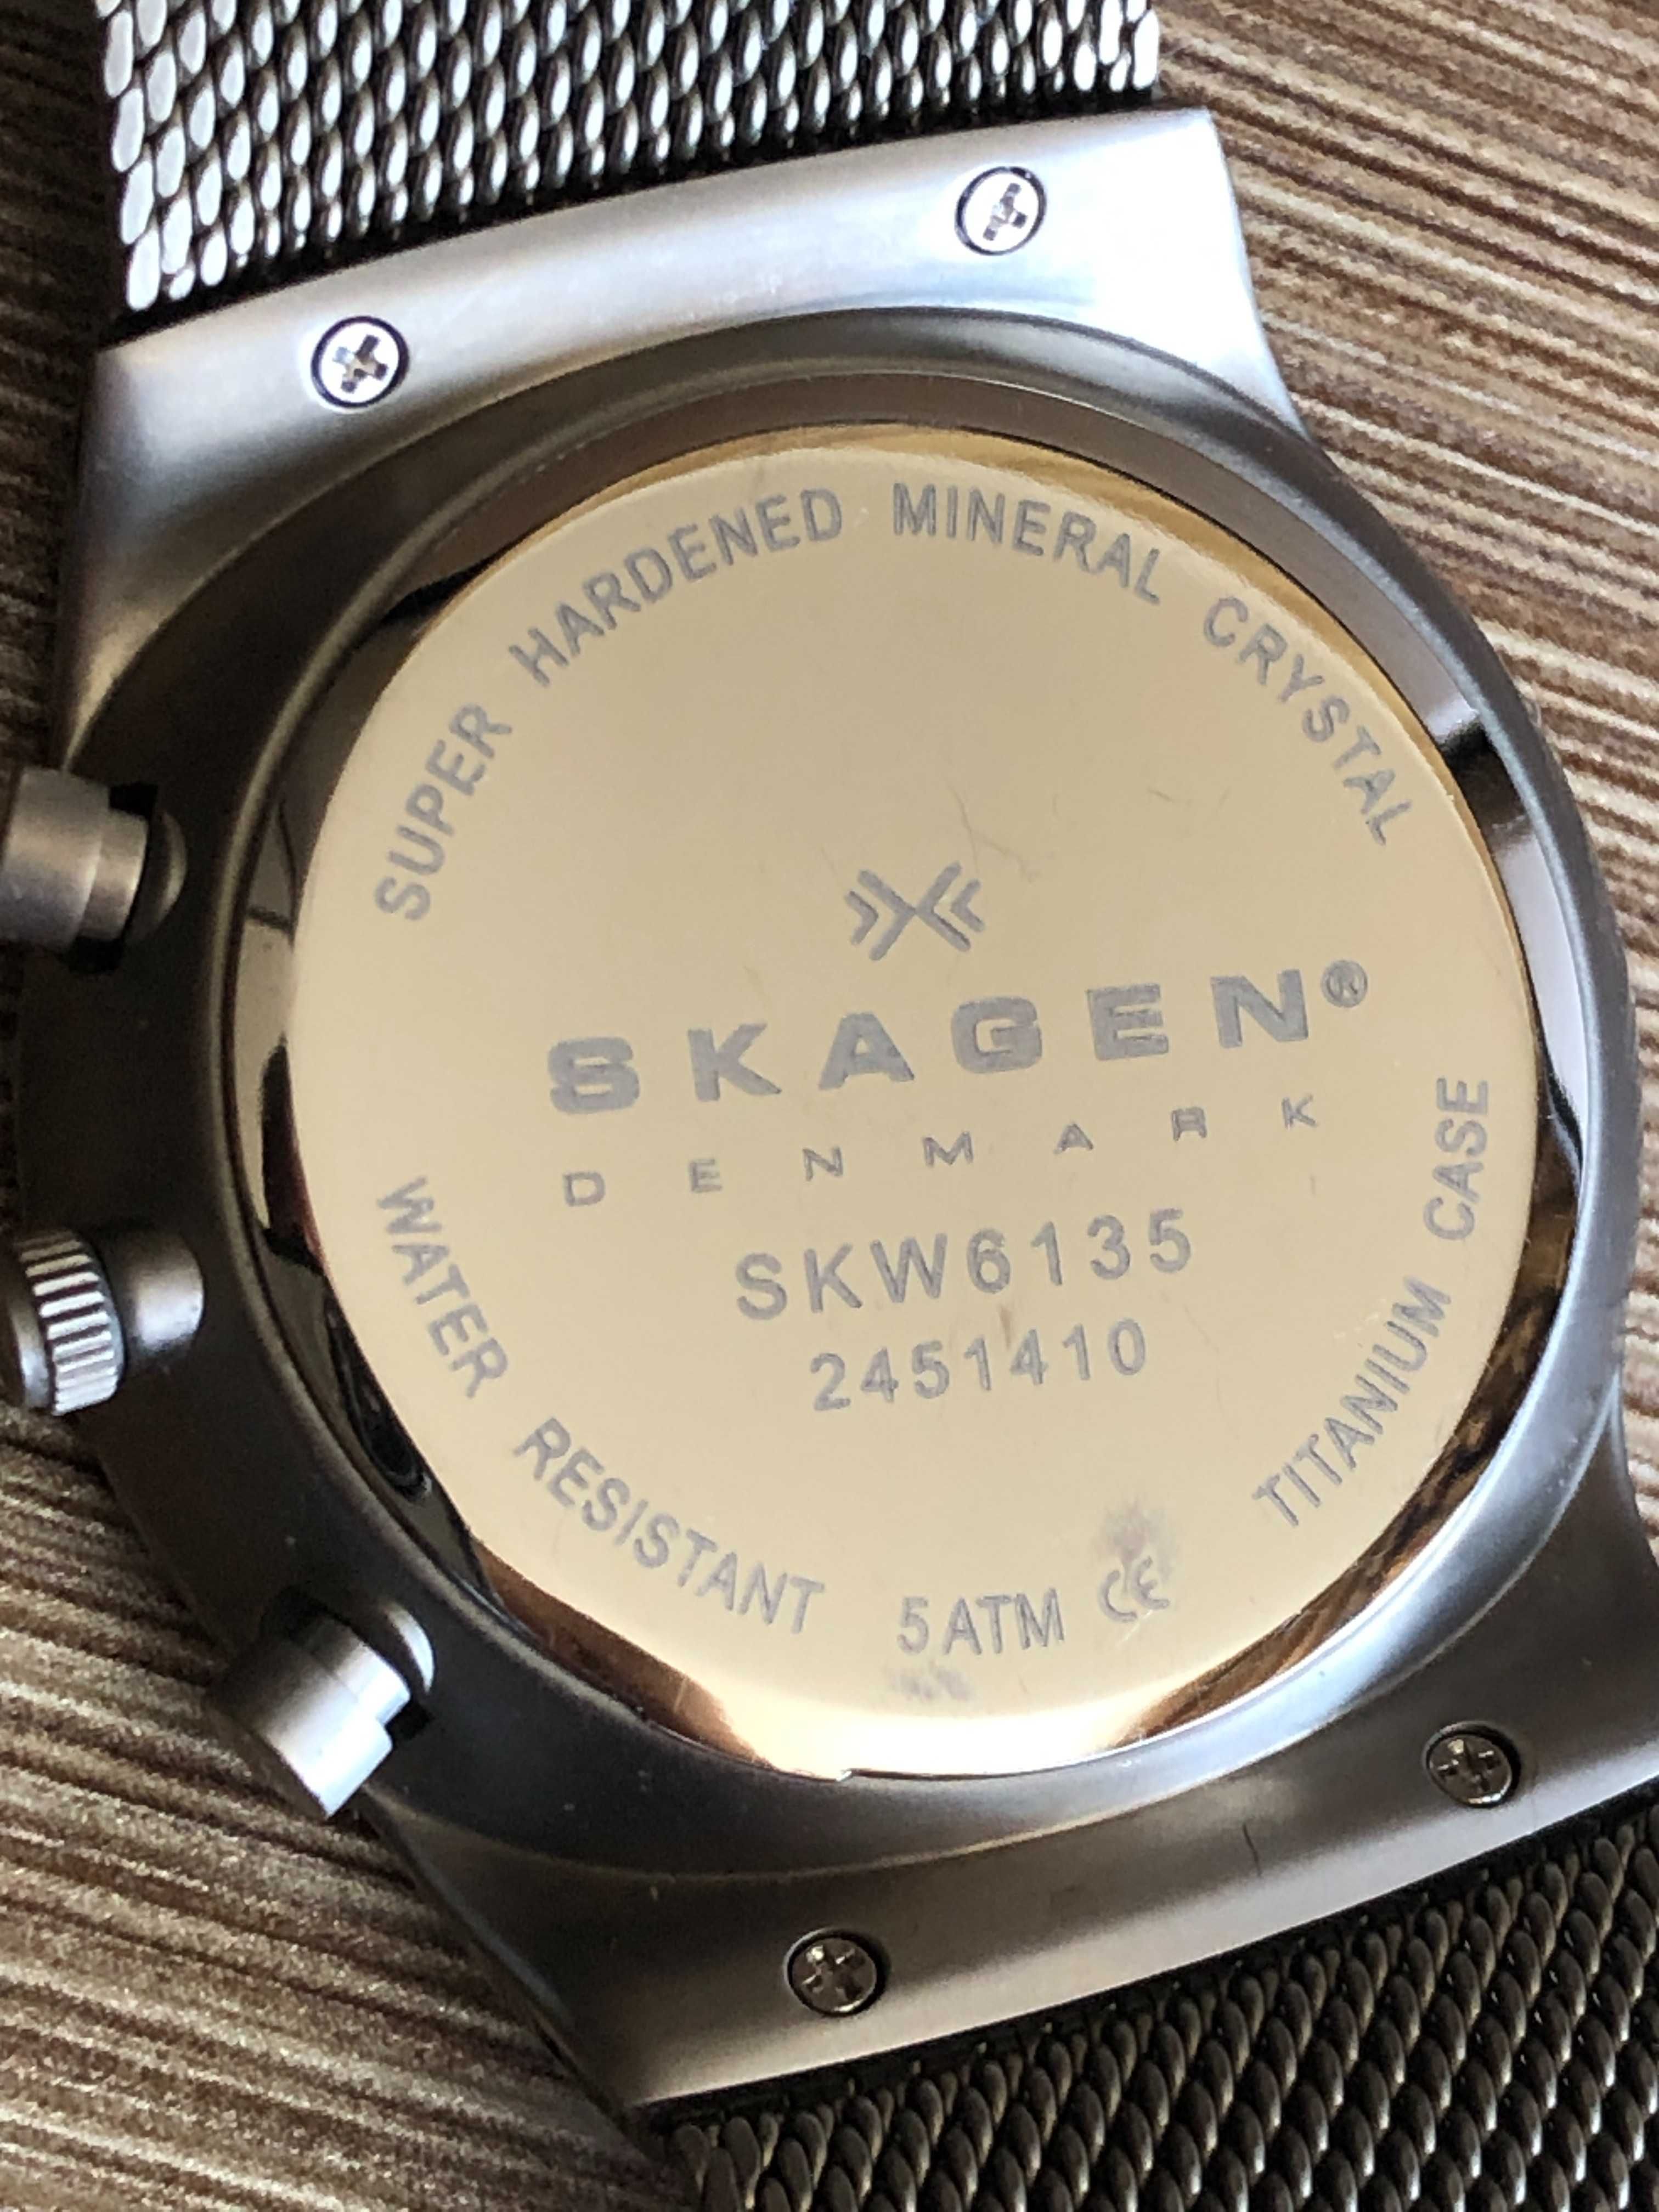 SUPER HARDENED MINERAL CRYSTAL
SKAGEN®
DENMARK
SKW6135
2451410
WATER RESISTANT 5ATM CE
TITANIUM CASE